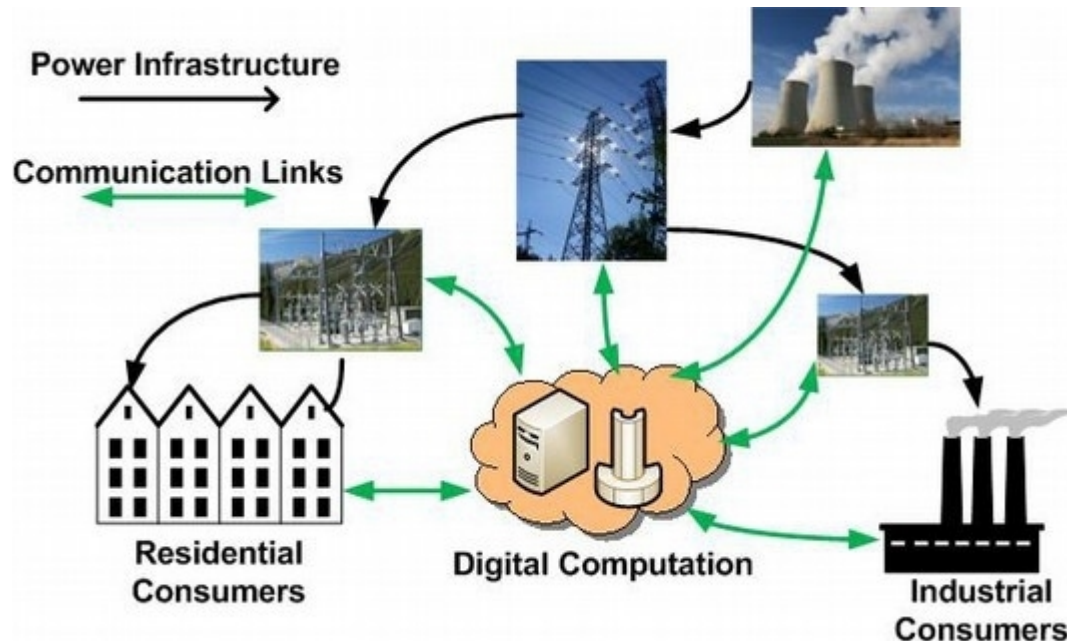 Power Infrastructure
Communication Links
Residential
Consumers
Digital Computation
Industrial
Consumers